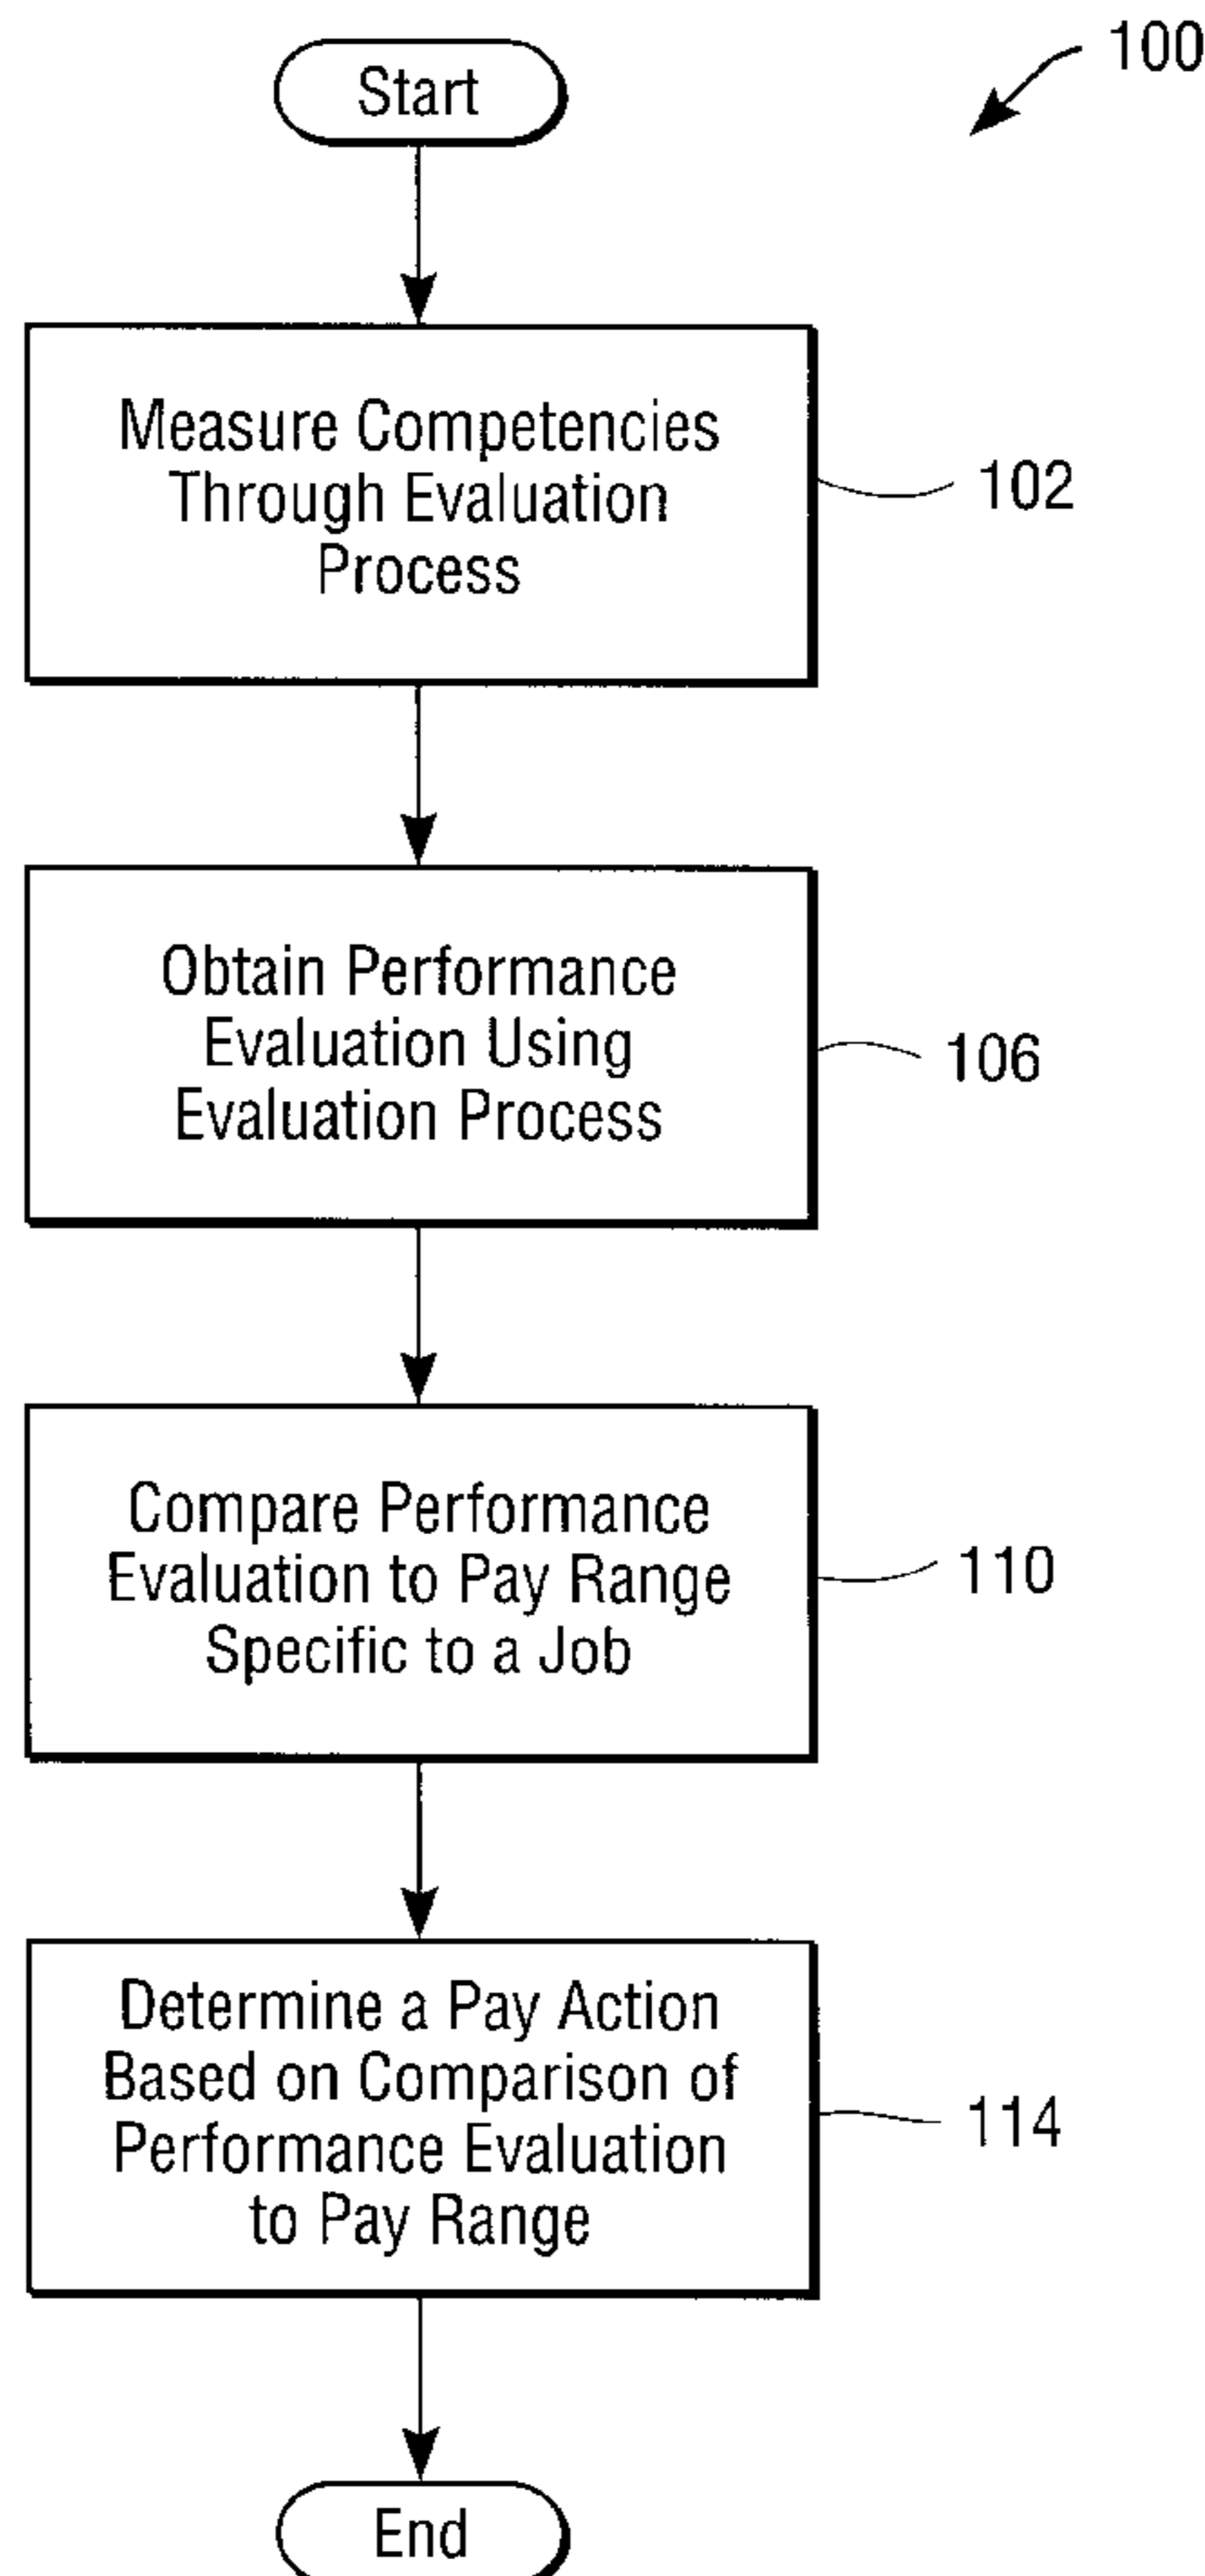 100
Start
Measure Competencies
Through Evaluation
Process
102
Obtain Performance
Evaluation Using
Evaluation Process
106
Compare Performance
Evaluation to Pay Range
Specific to a Job
110
Determine a Pay Action
Based on Comparison of
Performance Evaluation
to Pay Range
114
End